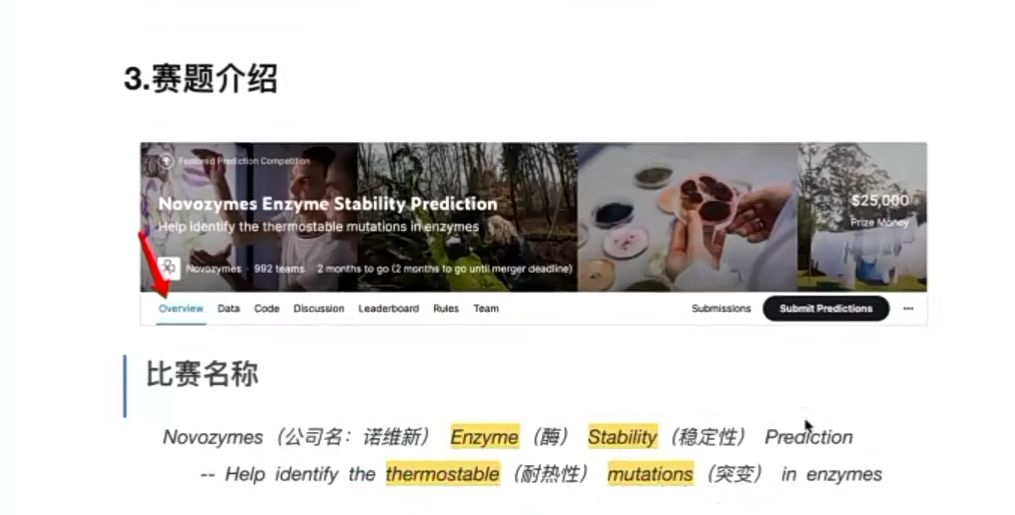 3.赛题介绍
Featured Prediction Competition
Novozymes Enzyme Stability Prediction
Help identify the thermostable mutations in enzymes
$25,000
Prize Money
Novozymes · 992 teams · 2 months to go (2 months to go until merger deadline)
Overview Data Code Discussion Leaderboard Rules Team Submissions Submit Predictions ···
比赛名称
Novozymes（公司名：诺维新） Enzyme（酶） Stability（稳定性） Prediction
-- Help identify the thermostable（耐热性） mutations（突变） in enzymes